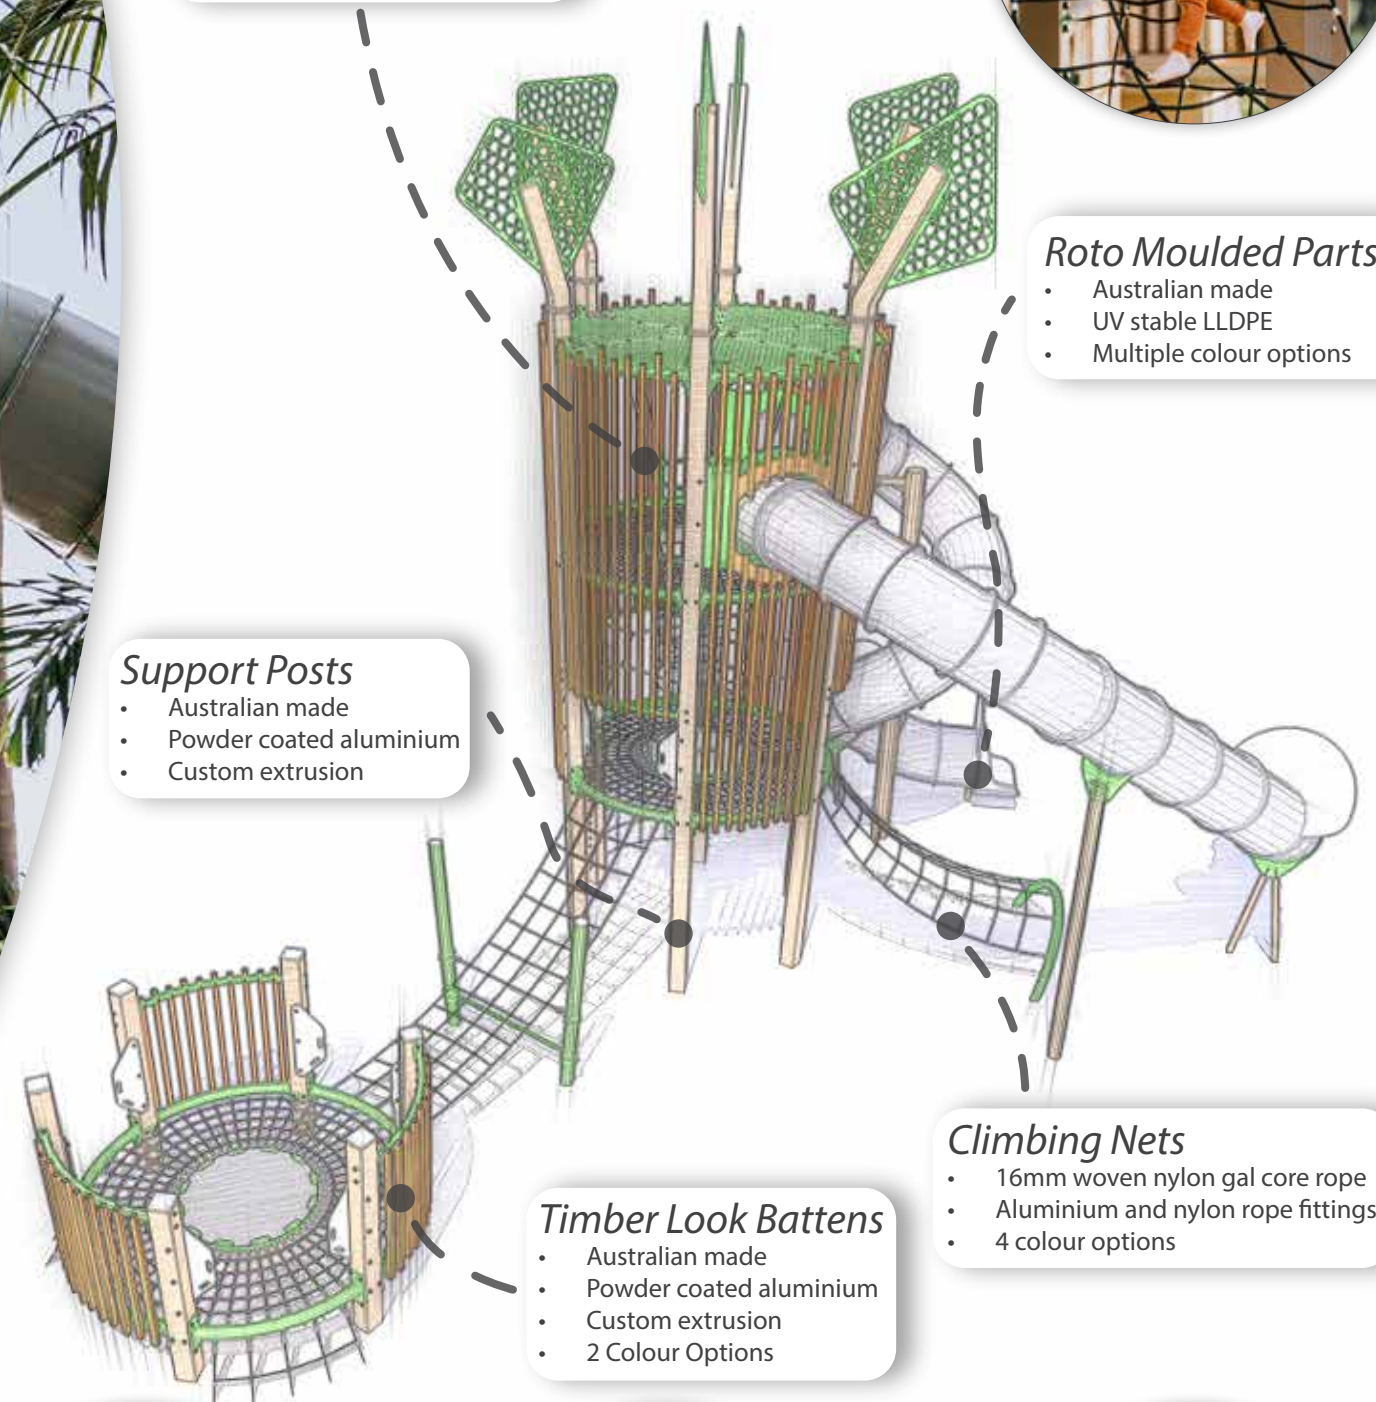 Roto Moulded Parts
• Australian made
• UV stable LLDPE
• Multiple colour options
Support Posts
• Australian made
• Powder coated aluminium
• Custom extrusion
Climbing Nets
• 16mm woven nylon gal core rope
• Aluminium and nylon rope fittings
• 4 colour options
Timber Look Battens
• Australian made
• Powder coated aluminium
• Custom extrusion
• 2 Colour Options